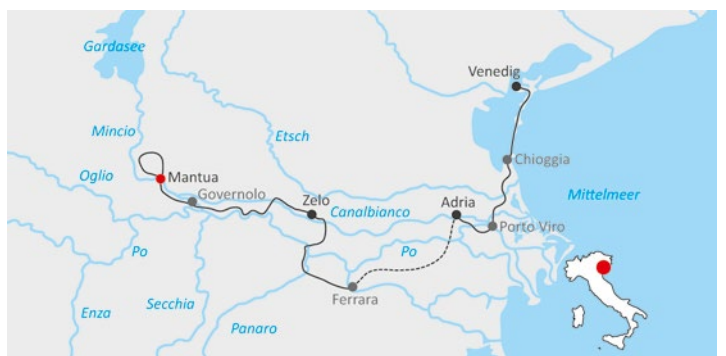 Gardasee
Venedig
Mincio
Etsch
Chioggia
Oglio
Mantua
Governolo
Zelo
Mittelmeer
Canalbianco
Adria
Porto Viro
Po
Po
Ferrara
Secchia
Enza
Panaro